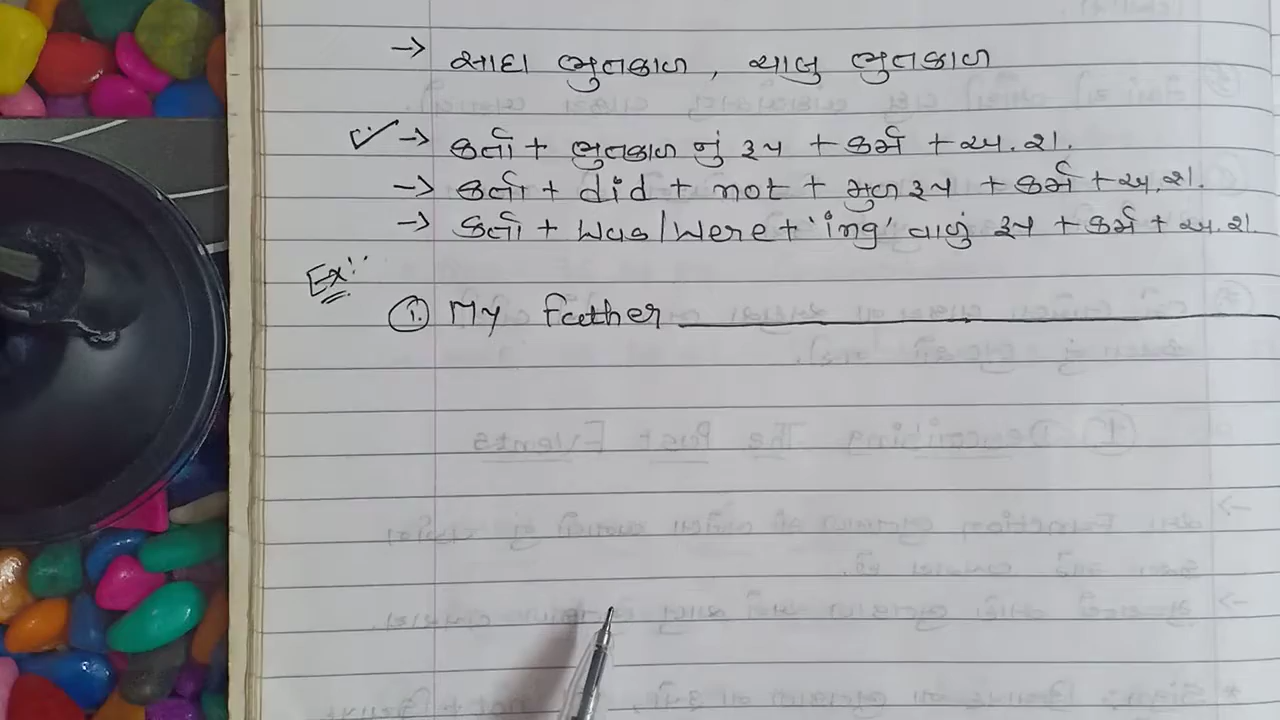 → સાદા ભુતકાળ, ચાલુ ભુતકાળ
✓→ કર્તા + ભુતકાળ નું રૂપ + કર્મ + અ.શ.
→ કર્તા + did + not + મુળરૂપ + કર્મ + અ.શ.
→ કર્તા + was/were + 'ing' વાળું રૂપ + કર્મ + અ.શ.
Ex:
① My father ____________